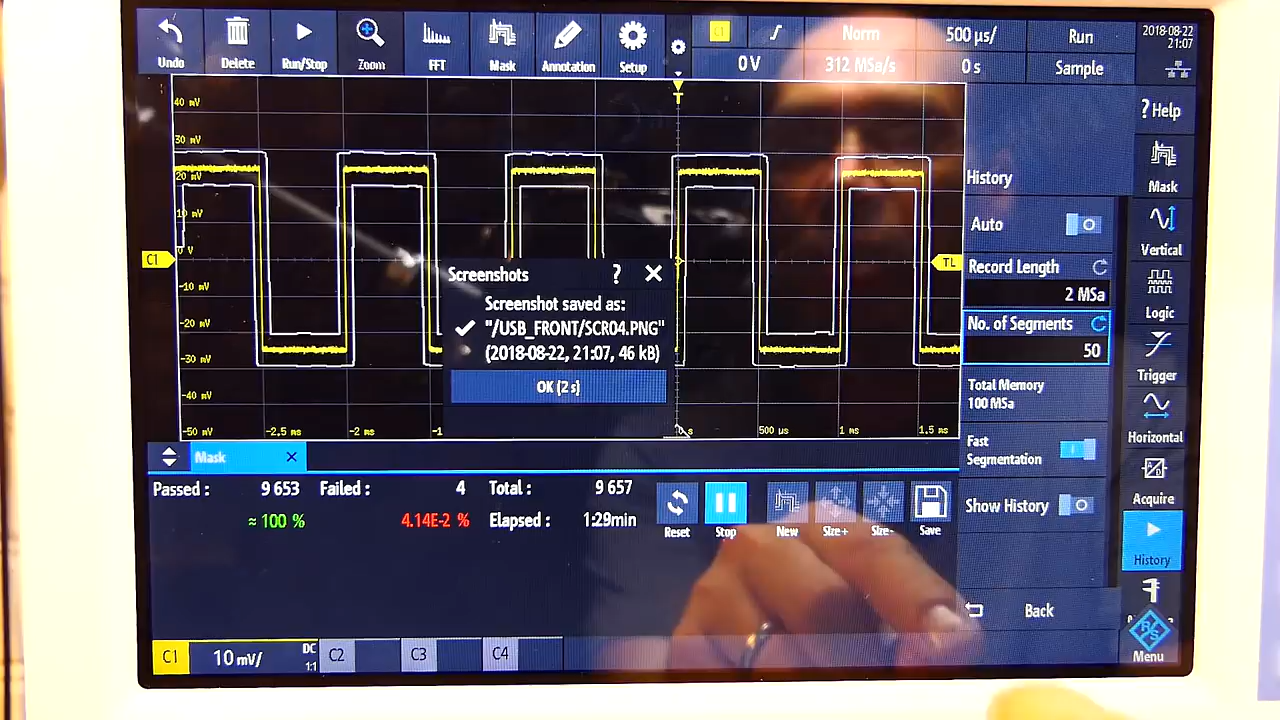 Undo
Delete
Run/Stop
Zoom
FFT
Mask
Annotation
Setup
C1
0 V
Norm
312 MSa/s
500 µs/
0 s
Run
Sample
2018-08-22
21:07
? Help
Mask
Vertical
Logic
Trigger
Horizontal
Acquire
History
R/S
Menu
T
40 mV
30 mV
20 mV
10 mV
0 V
-10 mV
-20 mV
-30 mV
-40 mV
-50 mV
-2.5 ms
-2 ms
-1
0 s
500 µs
1 ms
1.5 ms
C1
TL
Screenshots ? ✕
Screenshot saved as:
"/USB_FRONT/SCR04.PNG"
(2018-08-22, 21:07, 46 kB)
OK (2 s)
History
Auto
Record Length
2 MSa
No. of Segments
50
Total Memory
100 MSa
Fast
Segmentation
Show History
Back
Mask ✕
Passed : 9 653 Failed : 4 Total : 9 657
≈ 100 % 4.14E-2 % Elapsed : 1:29min
Reset
Stop
New
Size+
Size-
Save
C1 10 mV/ DC
1:1
C2
C3
C4